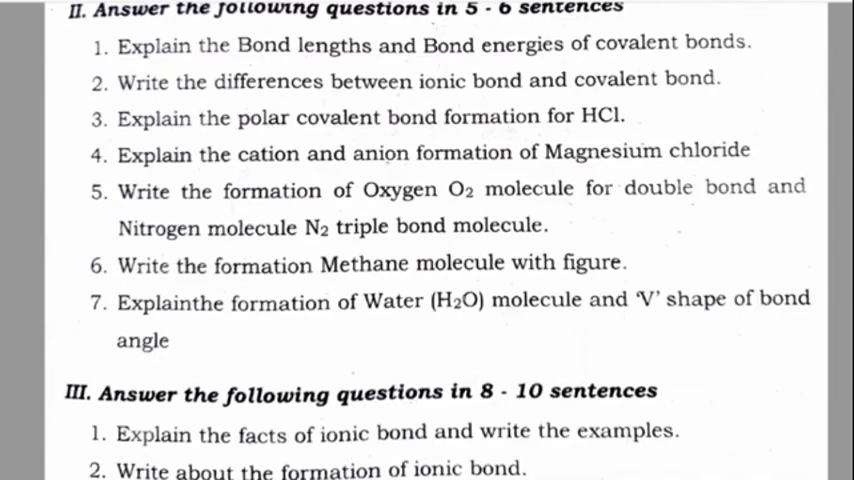 II. Answer the following questions in 5 - 6 sentences
1. Explain the Bond lengths and Bond energies of covalent bonds.
2. Write the differences between ionic bond and covalent bond.
3. Explain the polar covalent bond formation for HCl.
4. Explain the cation and anion formation of Magnesium chloride
5. Write the formation of Oxygen O₂ molecule for double bond and
Nitrogen molecule N₂ triple bond molecule.
6. Write the formation Methane molecule with figure.
7. Explainthe formation of Water (H₂O) molecule and 'V' shape of bond
angle
III. Answer the following questions in 8 - 10 sentences
1. Explain the facts of ionic bond and write the examples.
2. Write about the formation of ionic bond.